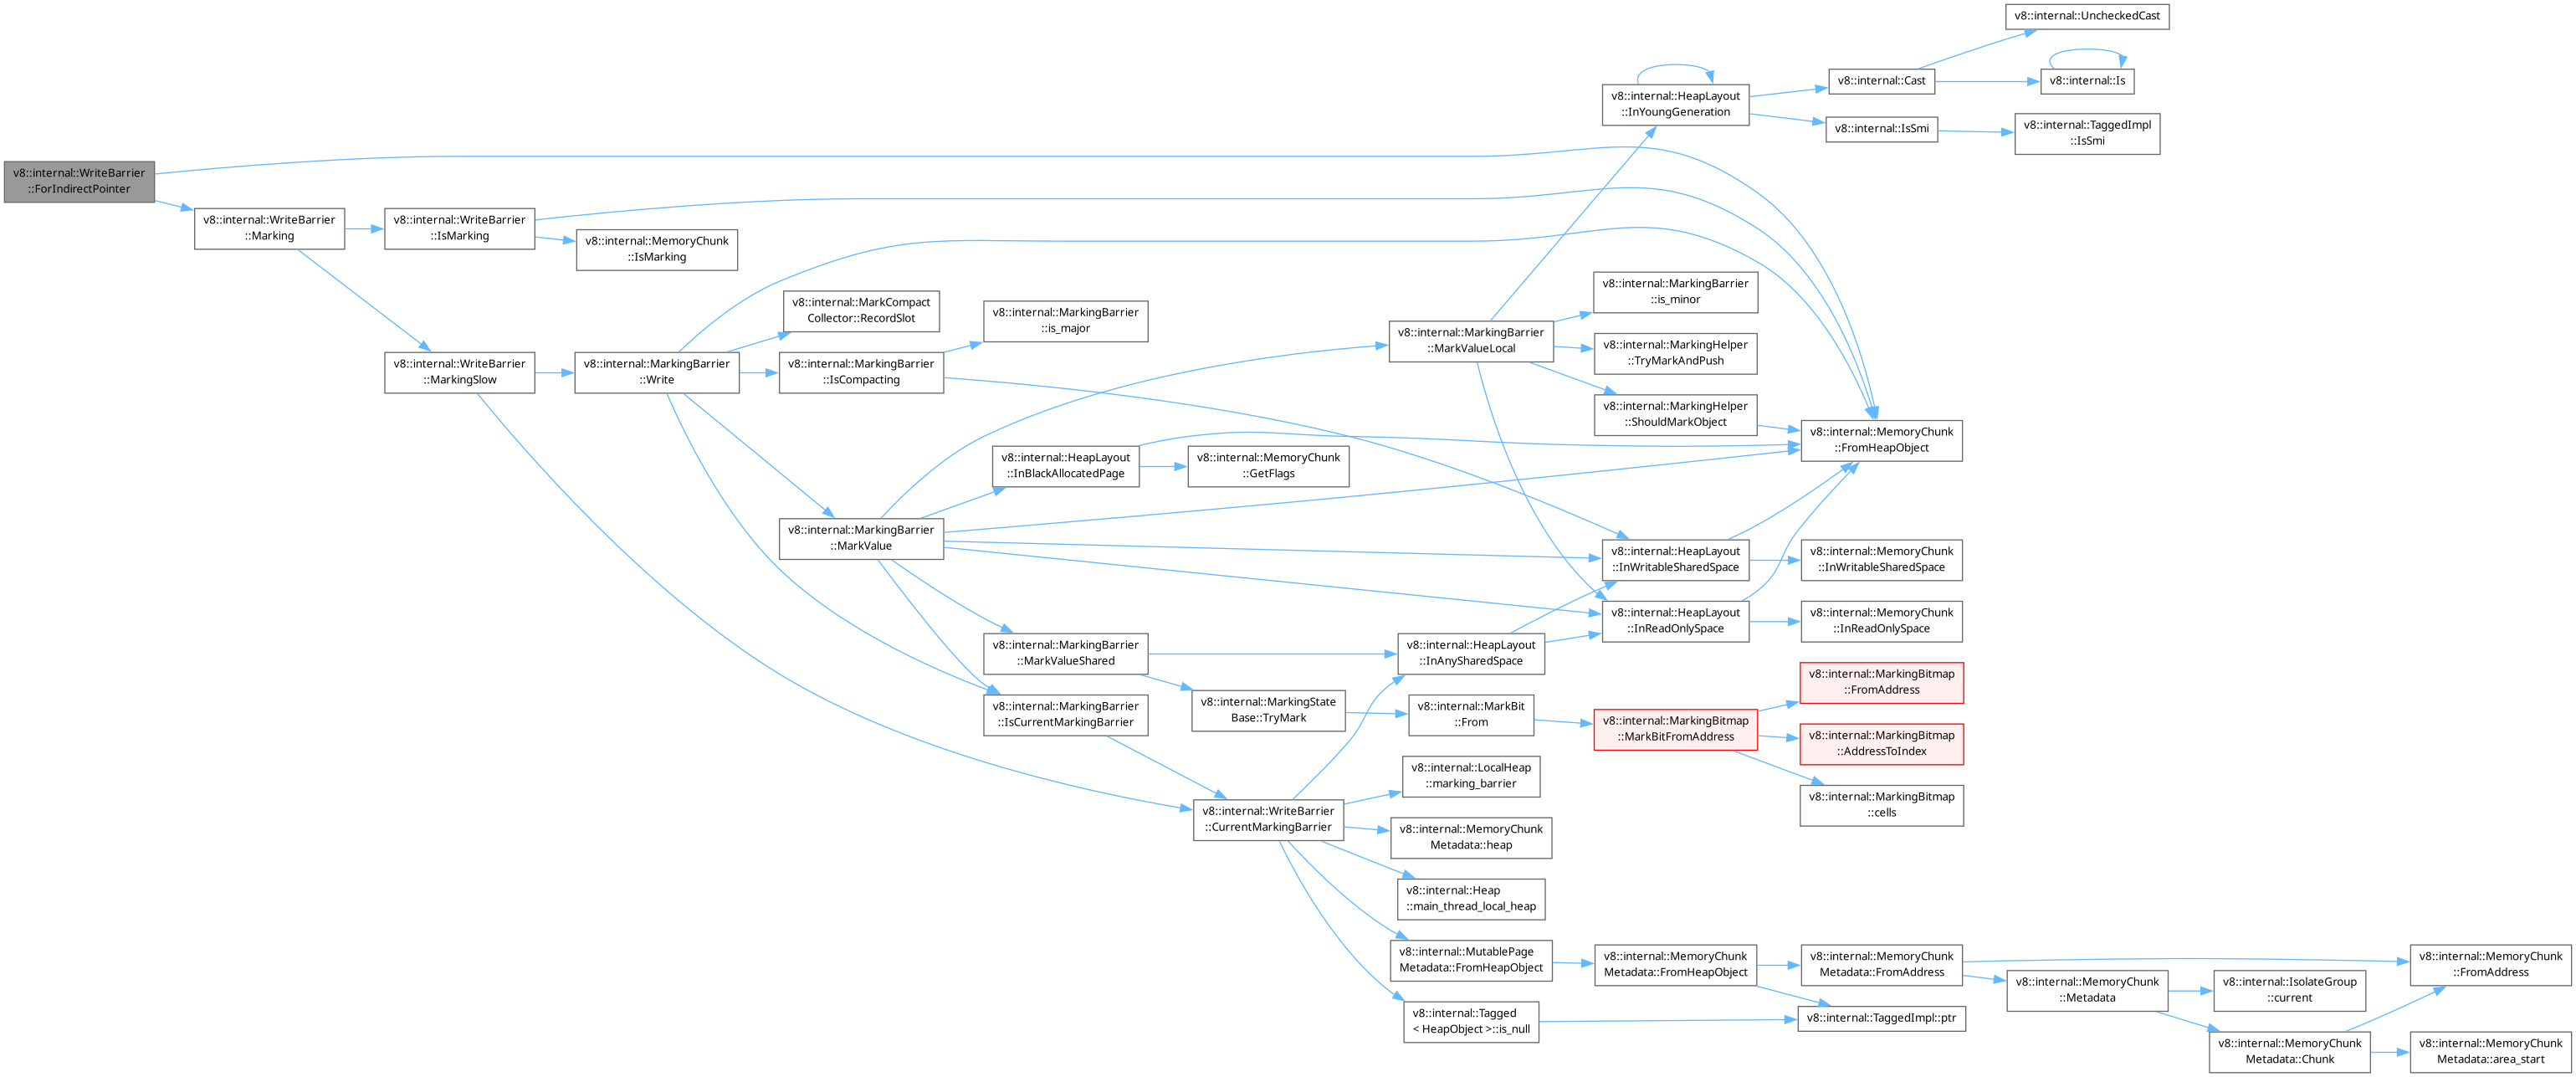 v8::internal::WriteBarrier
::ForIndirectPointer
v8::internal::WriteBarrier
::Marking
v8::internal::WriteBarrier
::IsMarking
v8::internal::MemoryChunk
::IsMarking
v8::internal::WriteBarrier
::MarkingSlow
v8::internal::MarkingBarrier
::Write
v8::internal::MarkCompact
Collector::RecordSlot
v8::internal::MarkingBarrier
::IsCompacting
v8::internal::MarkingBarrier
::is_major
v8::internal::MarkingBarrier
::MarkValue
v8::internal::HeapLayout
::InBlackAllocatedPage
v8::internal::MemoryChunk
::GetFlags
v8::internal::MarkingBarrier
::MarkValueShared
v8::internal::MarkingBarrier
::IsCurrentMarkingBarrier
v8::internal::MarkingState
Base::TryMark
v8::internal::WriteBarrier
::CurrentMarkingBarrier
v8::internal::MarkingBarrier
::MarkValueLocal
v8::internal::HeapLayout
::InAnySharedSpace
v8::internal::MarkBit
::From
v8::internal::LocalHeap
::marking_barrier
v8::internal::MemoryChunk
Metadata::heap
v8::internal::Heap
::main_thread_local_heap
v8::internal::MutablePage
Metadata::FromHeapObject
v8::internal::Tagged
< HeapObject >::is_null
v8::internal::HeapLayout
::InYoungGeneration
v8::internal::MarkingBarrier
::is_minor
v8::internal::MarkingHelper
::TryMarkAndPush
v8::internal::MarkingHelper
::ShouldMarkObject
v8::internal::HeapLayout
::InWritableSharedSpace
v8::internal::HeapLayout
::InReadOnlySpace
v8::internal::MarkingBitmap
::MarkBitFromAddress
v8::internal::MemoryChunk
Metadata::FromHeapObject
v8::internal::Cast
v8::internal::IsSmi
v8::internal::MemoryChunk
::FromHeapObject
v8::internal::MemoryChunk
::InWritableSharedSpace
v8::internal::MemoryChunk
::InReadOnlySpace
v8::internal::MarkingBitmap
::FromAddress
v8::internal::MarkingBitmap
::AddressToIndex
v8::internal::MarkingBitmap
::cells
v8::internal::MemoryChunk
Metadata::FromAddress
v8::internal::TaggedImpl::ptr
v8::internal::UncheckedCast
v8::internal::Is
v8::internal::TaggedImpl
::IsSmi
v8::internal::MemoryChunk
::Metadata
v8::internal::IsolateGroup
::current
v8::internal::MemoryChunk
Metadata::Chunk
v8::internal::MemoryChunk
::FromAddress
v8::internal::MemoryChunk
Metadata::area_start